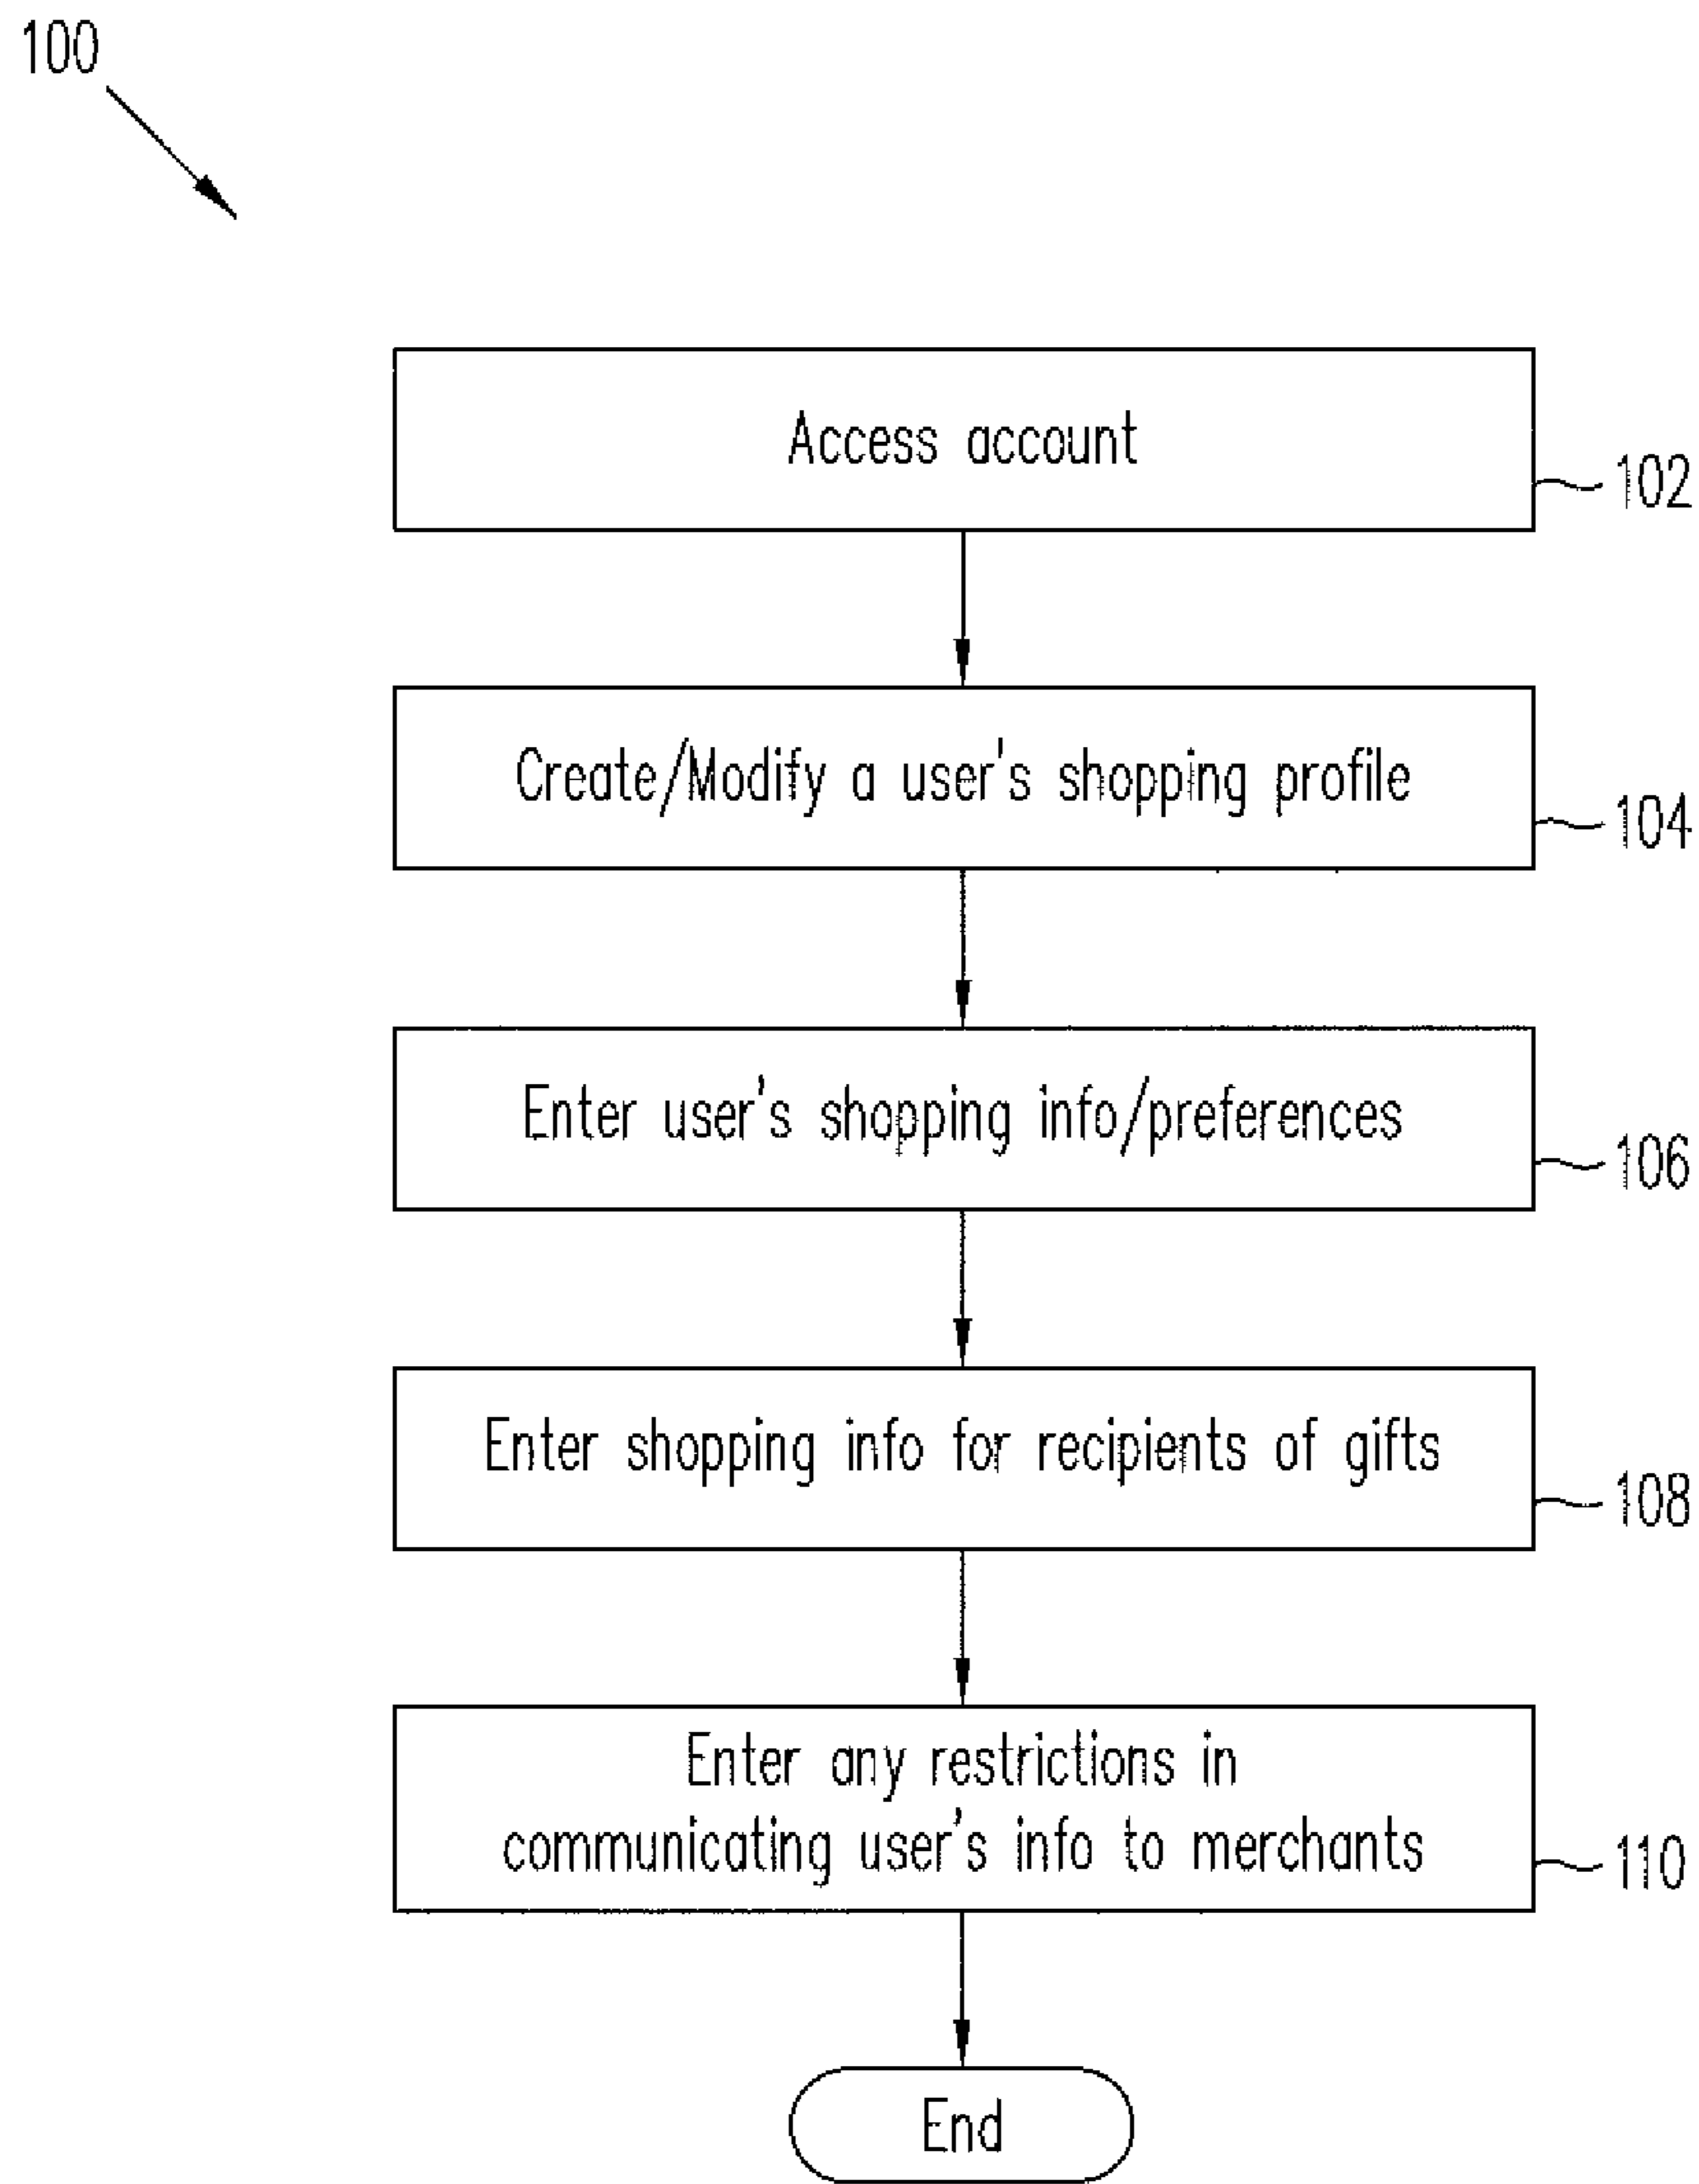 100
Access account
102
Create/Modify a user's shopping profile
104
Enter user's shopping info/preferences
106
Enter shopping info for recipients of gifts
108
Enter any restrictions in
communicating user's info to merchants
110
End